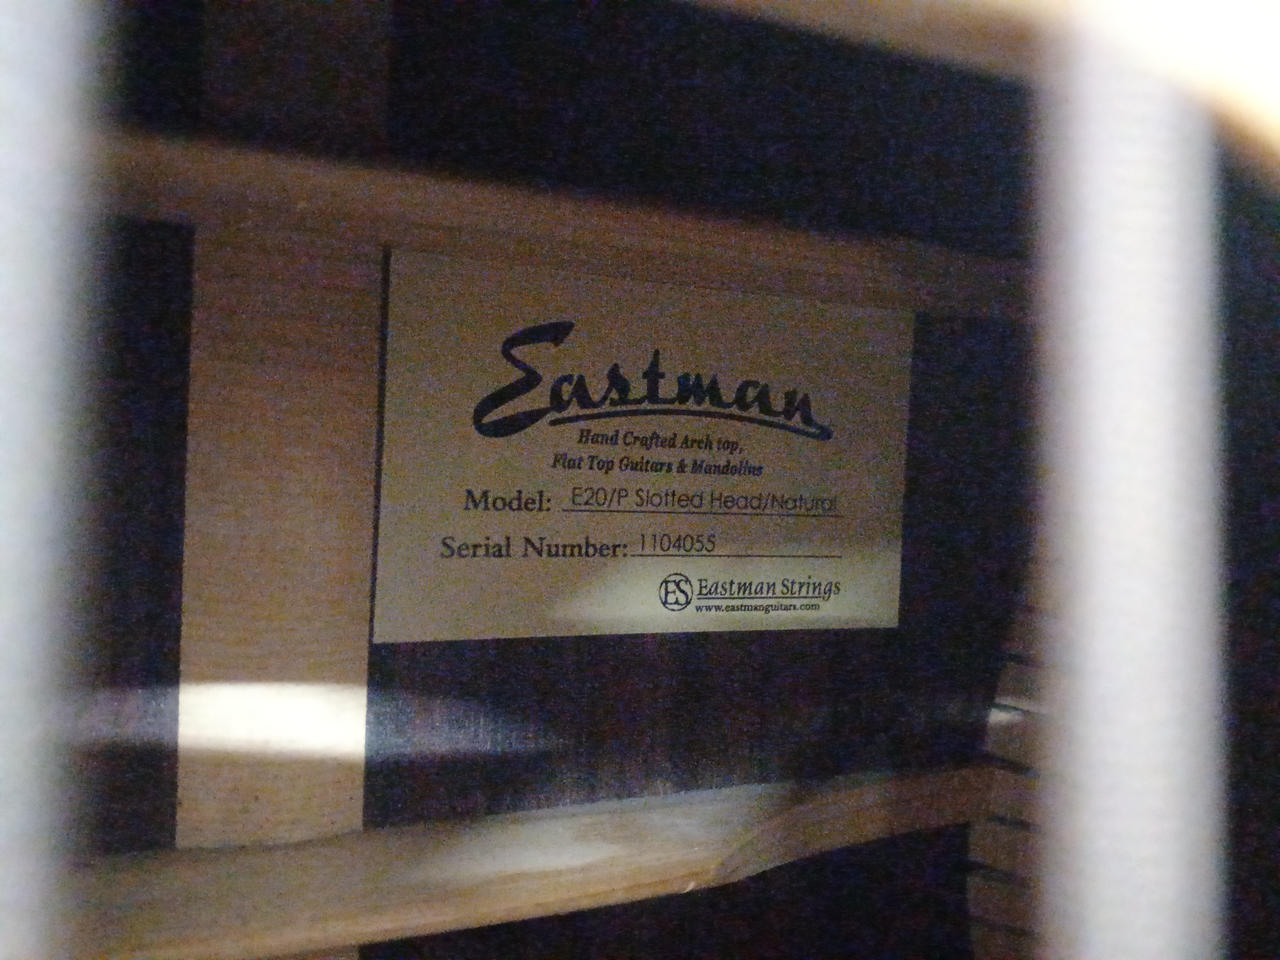 Eastman
Hand Crafted Arch top,
Flat Top Guitars & Mandolins
Model: E20/P Slotted Head/Natural
Serial Number: 1104055
ES Eastman Strings
www.eastmanguitars.com